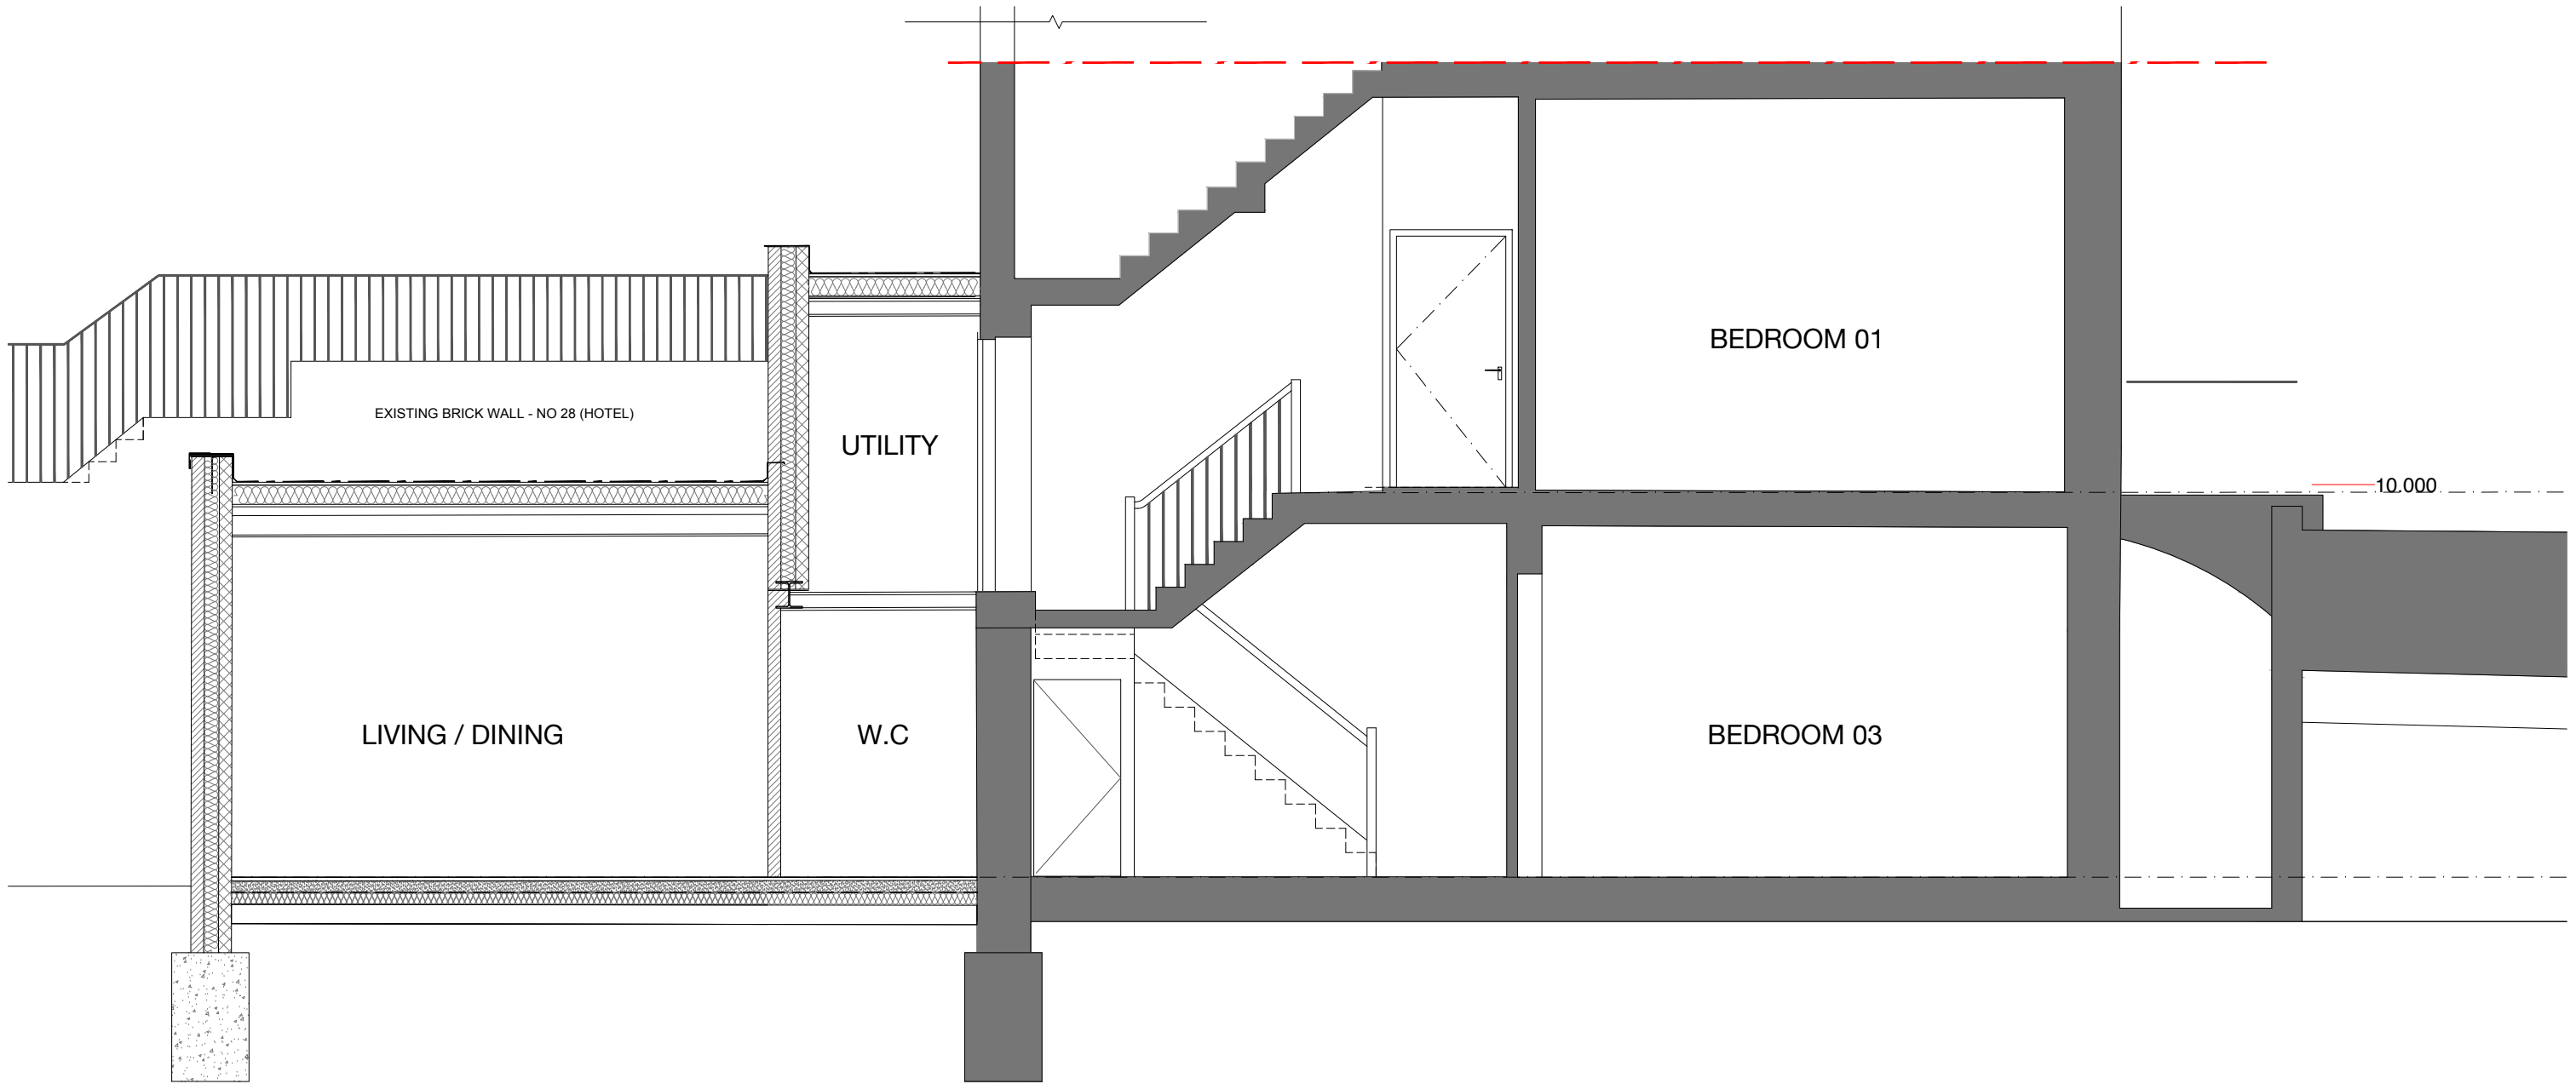 BEDROOM 01
EXISTING BRICK WALL - NO 28 (HOTEL)
UTILITY
10.000
LIVING / DINING
W.C
BEDROOM 03